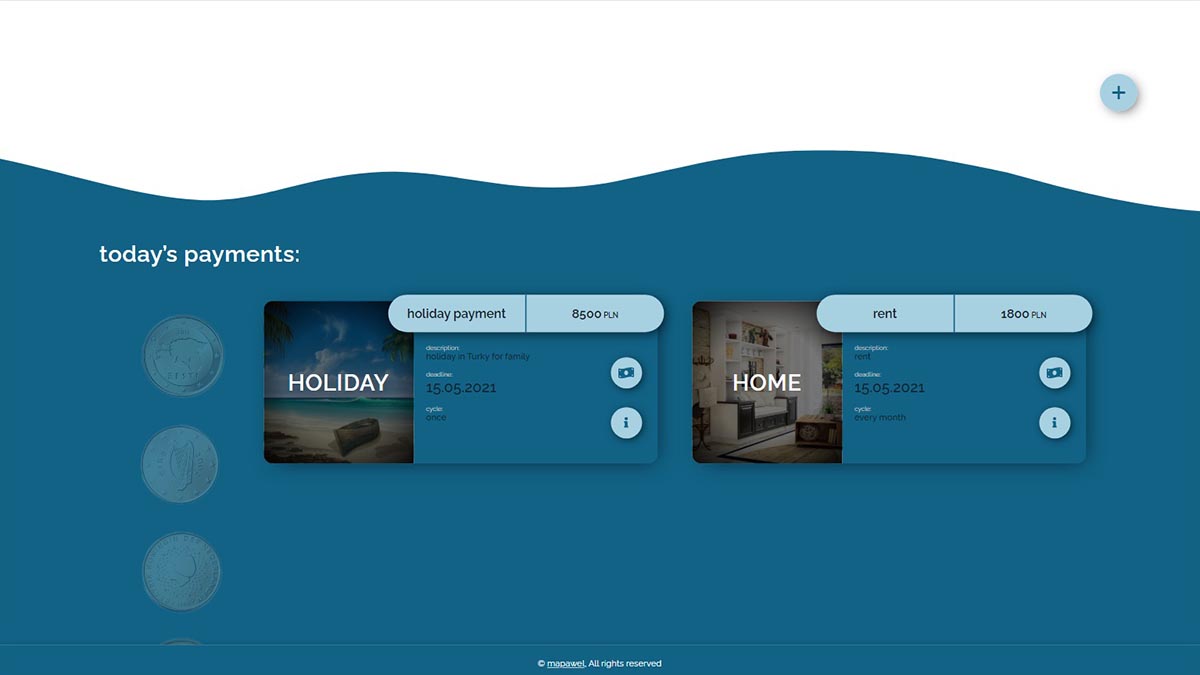 today's payments:
holiday payment
8500 PLN
HOLIDAY
description:
holiday in Turky for family
deadline:
15.05.2021
cycle:
once
rent
1800 PLN
HOME
description:
rent
deadline:
15.05.2021
cycle:
every month
EESTI
© mapawel, All rights reserved